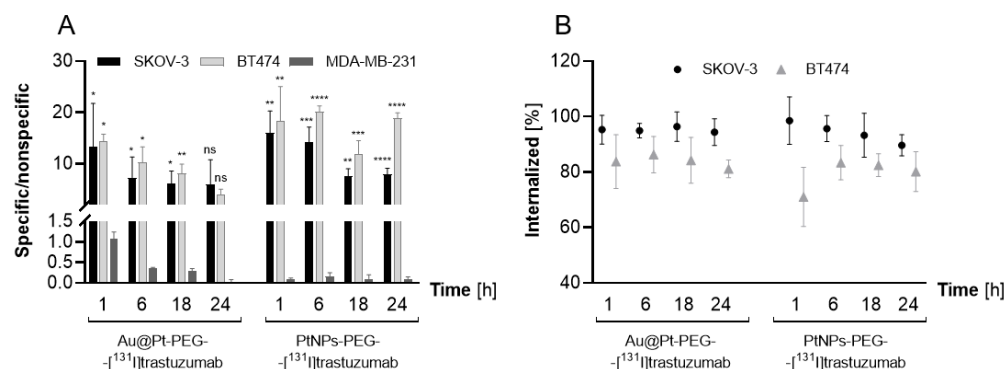 A
SKOV-3 BT474 MDA-MB-231
Specific/nonspecific
30
20
10
1.5
1.0
0.5
0.0
* * * * * ** ns ns ** ** *** **** ** *** **** ****
1 6 18 24 1 6 18 24
Time [h]
Au@Pt-PEG-
-[¹³¹I]trastuzumab
PtNPs-PEG-
-[¹³¹I]trastuzumab
B
SKOV-3 BT474
Internalized [%]
120
100
80
60
40
1 6 18 24 1 6 18 24
Time [h]
Au@Pt-PEG-
-[¹³¹I]trastuzumab
PtNPs-PEG-
-[¹³¹I]trastuzumab